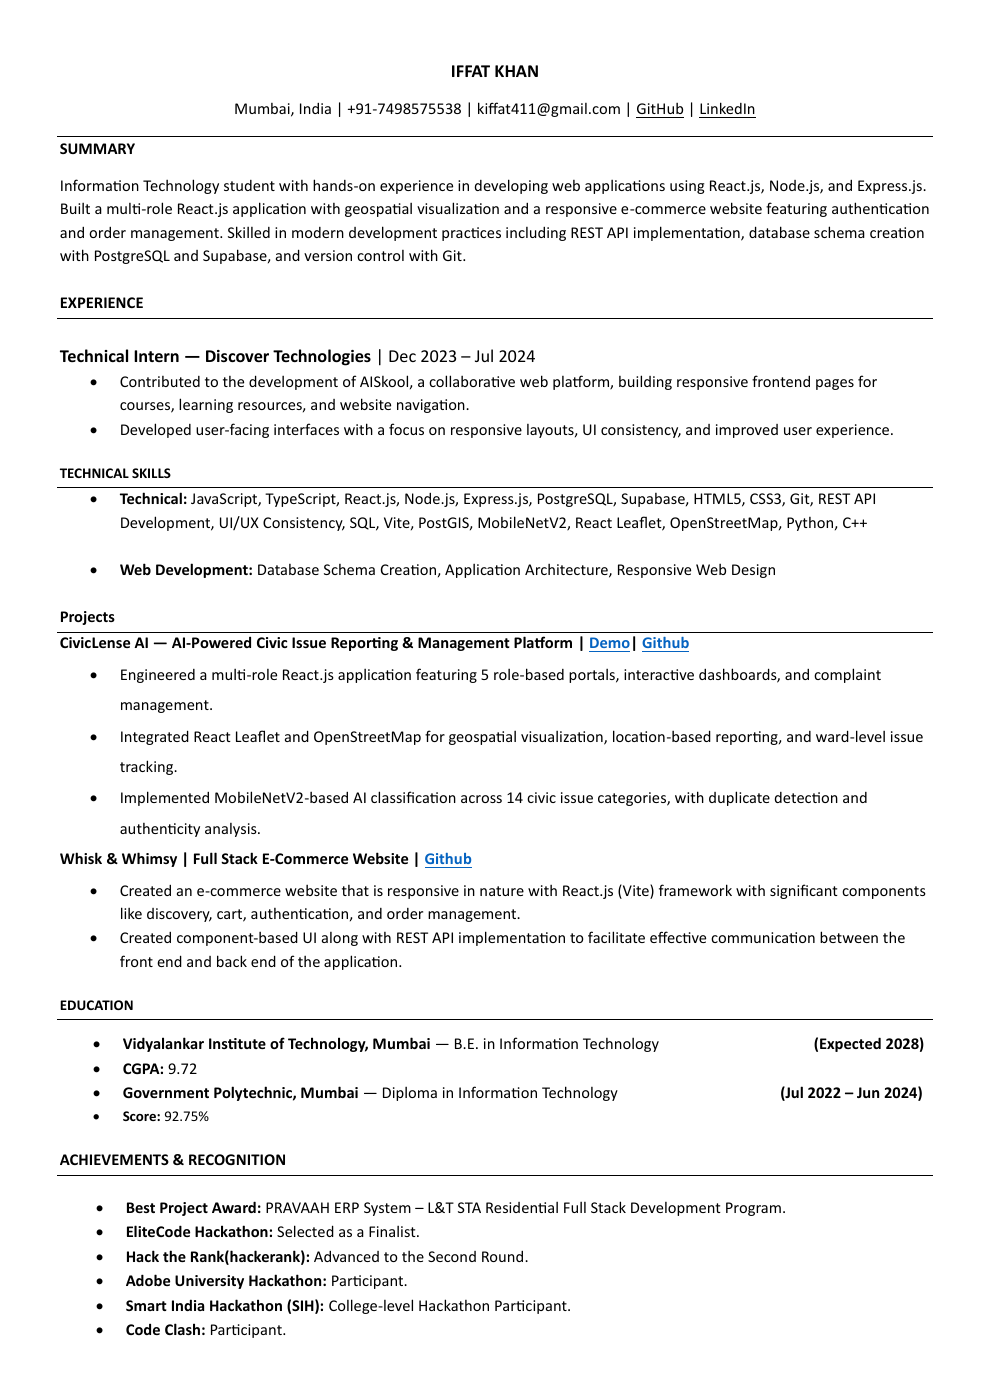 IFFAT KHAN
Mumbai, India | +91-7498575538 | kiffat411@gmail.com | GitHub | LinkedIn
SUMMARY
Information Technology student with hands-on experience in developing web applications using React.js, Node.js, and Express.js.
Built a multi-role React.js application with geospatial visualization and a responsive e-commerce website featuring authentication
and order management. Skilled in modern development practices including REST API implementation, database schema creation
with PostgreSQL and Supabase, and version control with Git.
EXPERIENCE
Technical Intern — Discover Technologies | Dec 2023 – Jul 2024
• Contributed to the development of AISkool, a collaborative web platform, building responsive frontend pages for
courses, learning resources, and website navigation.
• Developed user-facing interfaces with a focus on responsive layouts, UI consistency, and improved user experience.
TECHNICAL SKILLS
• Technical: JavaScript, TypeScript, React.js, Node.js, Express.js, PostgreSQL, Supabase, HTML5, CSS3, Git, REST API
Development, UI/UX Consistency, SQL, Vite, PostGIS, MobileNetV2, React Leaflet, OpenStreetMap, Python, C++
• Web Development: Database Schema Creation, Application Architecture, Responsive Web Design
Projects
CivicLense AI — AI-Powered Civic Issue Reporting & Management Platform | Demo| Github
• Engineered a multi-role React.js application featuring 5 role-based portals, interactive dashboards, and complaint
management.
• Integrated React Leaflet and OpenStreetMap for geospatial visualization, location-based reporting, and ward-level issue
tracking.
• Implemented MobileNetV2-based AI classification across 14 civic issue categories, with duplicate detection and
authenticity analysis.
Whisk & Whimsy | Full Stack E-Commerce Website | Github
• Created an e-commerce website that is responsive in nature with React.js (Vite) framework with significant components
like discovery, cart, authentication, and order management.
• Created component-based UI along with REST API implementation to facilitate effective communication between the
front end and back end of the application.
EDUCATION
• Vidyalankar Institute of Technology, Mumbai — B.E. in Information Technology (Expected 2028)
• CGPA: 9.72
• Government Polytechnic, Mumbai — Diploma in Information Technology (Jul 2022 – Jun 2024)
• Score: 92.75%
ACHIEVEMENTS & RECOGNITION
• Best Project Award: PRAVAAH ERP System – L&T STA Residential Full Stack Development Program.
• EliteCode Hackathon: Selected as a Finalist.
• Hack the Rank(hackerank): Advanced to the Second Round.
• Adobe University Hackathon: Participant.
• Smart India Hackathon (SIH): College-level Hackathon Participant.
• Code Clash: Participant.